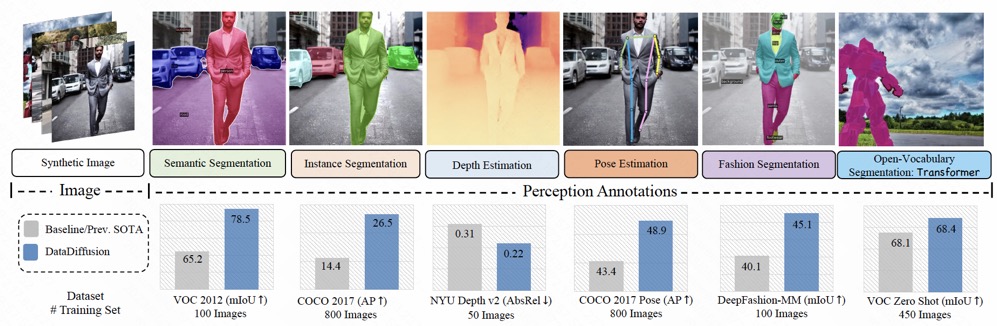 Synthetic Image
Semantic Segmentation
Instance Segmentation
Depth Estimation
Pose Estimation
Fashion Segmentation
Open-Vocabulary
Segmentation: Transformer
Image
Perception Annotations
Baseline/Prev. SOTA
DataDiffusion
65.2
78.5
14.4
26.5
0.31
0.22
43.4
48.9
40.1
45.1
68.1
68.4
Dataset
# Training Set
VOC 2012 (mIoU ↑)
100 Images
COCO 2017 (AP ↑)
800 Images
NYU Depth v2 (AbsRel ↓)
50 Images
COCO 2017 Pose (AP ↑)
800 Images
DeepFashion-MM (mIoU ↑)
100 Images
VOC Zero Shot (mIoU ↑)
450 Images